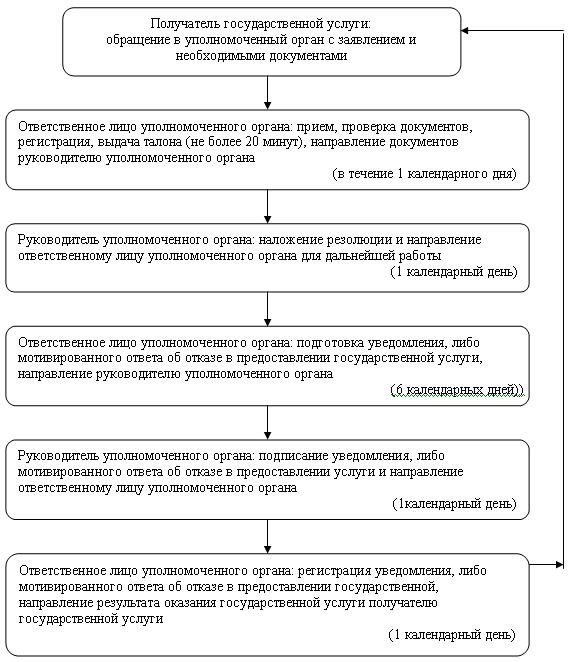 Получатель государственной услуги:
обращение в уполномоченный орган с заявлением и
необходимыми документами
Ответственное лицо уполномоченного органа: прием, проверка документов,
регистрация, выдача талона (не более 20 минут), направление документов
руководителю уполномоченного органа
(в течение 1 календарного дня)
Руководитель уполномоченного органа: наложение резолюции и направление
ответственному лицу уполномоченного органа для дальнейшей работы
(1 календарный день)
Ответственное лицо уполномоченного органа: подготовка уведомления, либо
мотивированного ответа об отказе в предоставлении государственной услуги,
направление руководителю уполномоченного органа
(6 календарных дней))
Руководитель уполномоченного органа: подписание уведомления, либо
мотивированного ответа об отказе в предоставлении услуги и направление
ответственному лицу уполномоченного органа
(1календарный день)
Ответственное лицо уполномоченного органа: регистрация уведомления, либо
мотивированного ответа об отказе в предоставлении государственной,
направление результата оказания государственной услуги получателю
государственной услуги
(1 календарный день)